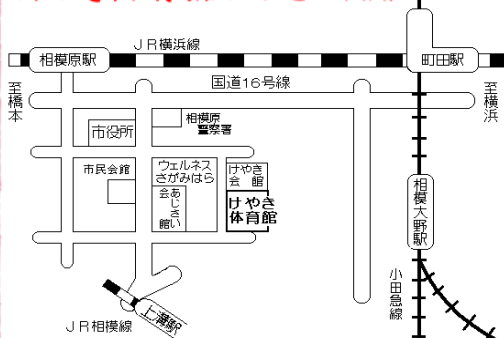 JR横浜線
相模原駅
町田駅
至橋本
国道16号線
至横浜
市役所
相模原
警察署
市民会館
ウェルネス
さがみはら
けやき
会館
あじさい
会館
けやき
体育館
相模大野駅
小田急線
上溝駅
JR相模線